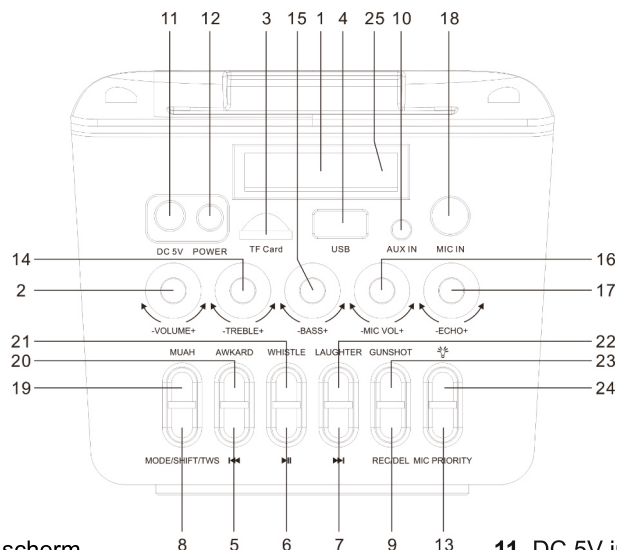 11 12 3 15 1 4 25 10 18
DC 5V POWER TF Card USB AUX IN MIC IN
14 16
2 17
-VOLUME+ -TREBLE+ -BASS+ -MIC VOL+ -ECHO+
21 22
MUAH AWKARD WHISTLE LAUGHTER GUNSHOT
20 23
19 24
MODE/SHIFT/TWS REC/DEL MIC PRIORITY
8 5 6 7 9 13
scherm
11. DC 5V